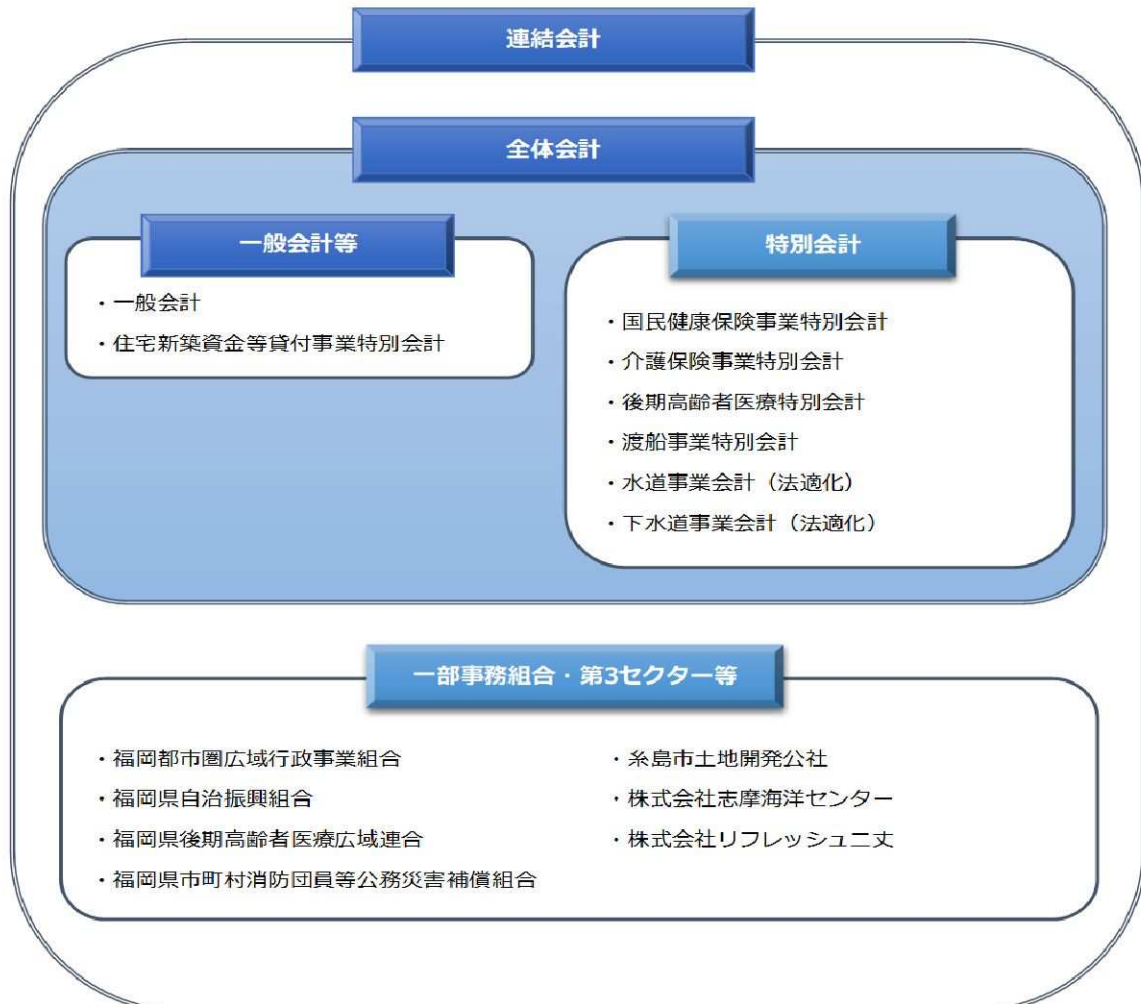 連結会計
全体会計
一般会計等
・一般会計
・住宅新築資金等貸付事業特別会計
特別会計
・国民健康保険事業特別会計
・介護保険事業特別会計
・後期高齢者医療特別会計
・渡船事業特別会計
・水道事業会計（法適化）
・下水道事業会計（法適化）
一部事務組合・第3セクター等
・福岡都市圏広域行政事業組合
・福岡県自治振興組合
・福岡県後期高齢者医療広域連合
・福岡県市町村消防団員等公務災害補償組合
・糸島市土地開発公社
・株式会社志摩海洋センター
・株式会社リフレッシュ二丈